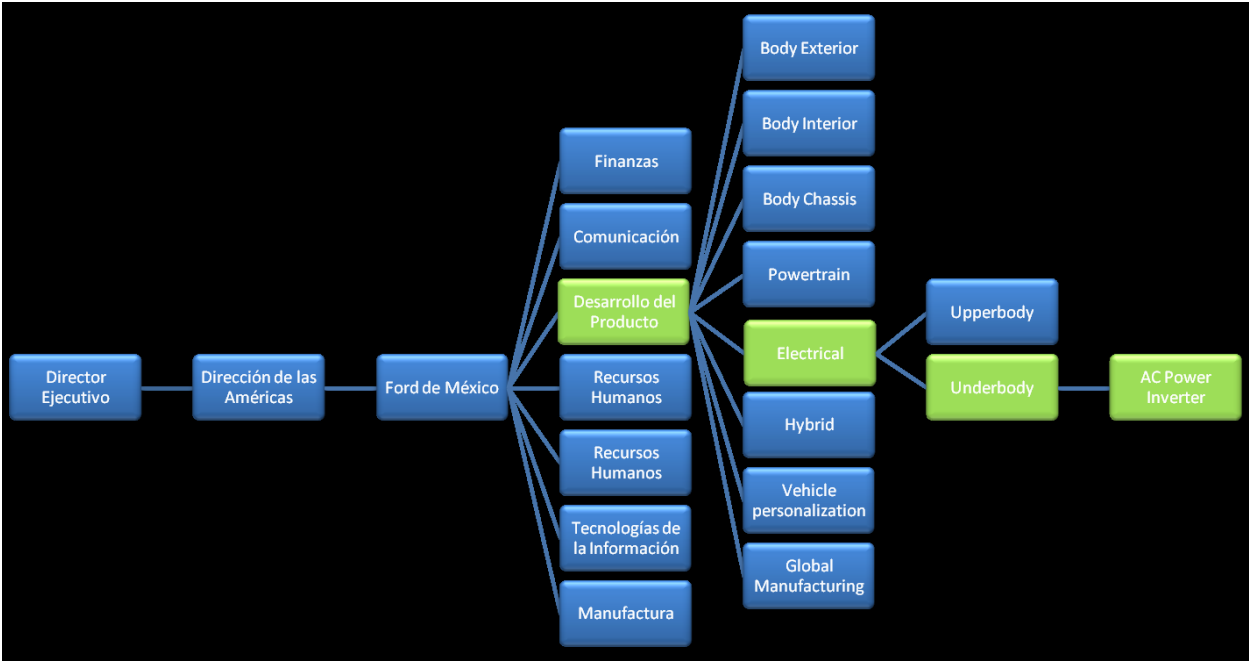 Director
Ejecutivo
Dirección de las
Américas
Ford de México
Finanzas
Comunicación
Desarrollo del
Producto
Recursos
Humanos
Recursos
Humanos
Tecnologías de
la Información
Manufactura
Body Exterior
Body Interior
Body Chassis
Powertrain
Electrical
Hybrid
Vehicle
personalization
Global
Manufacturing
Upperbody
Underbody
AC Power
Inverter